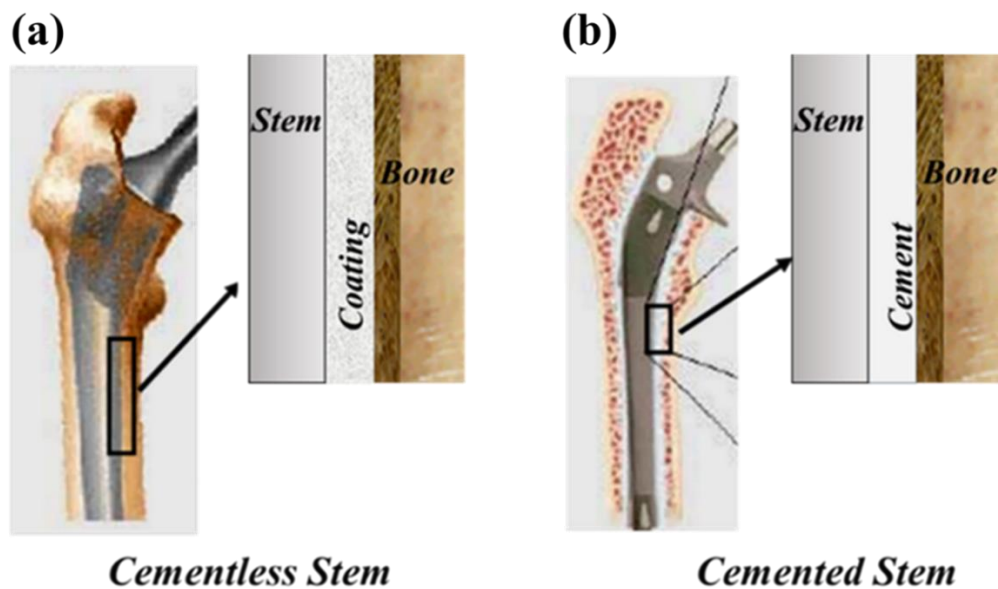 (a)
Stem
Coating
Bone
Cementless Stem
(b)
Stem
Cement
Bone
Cemented Stem